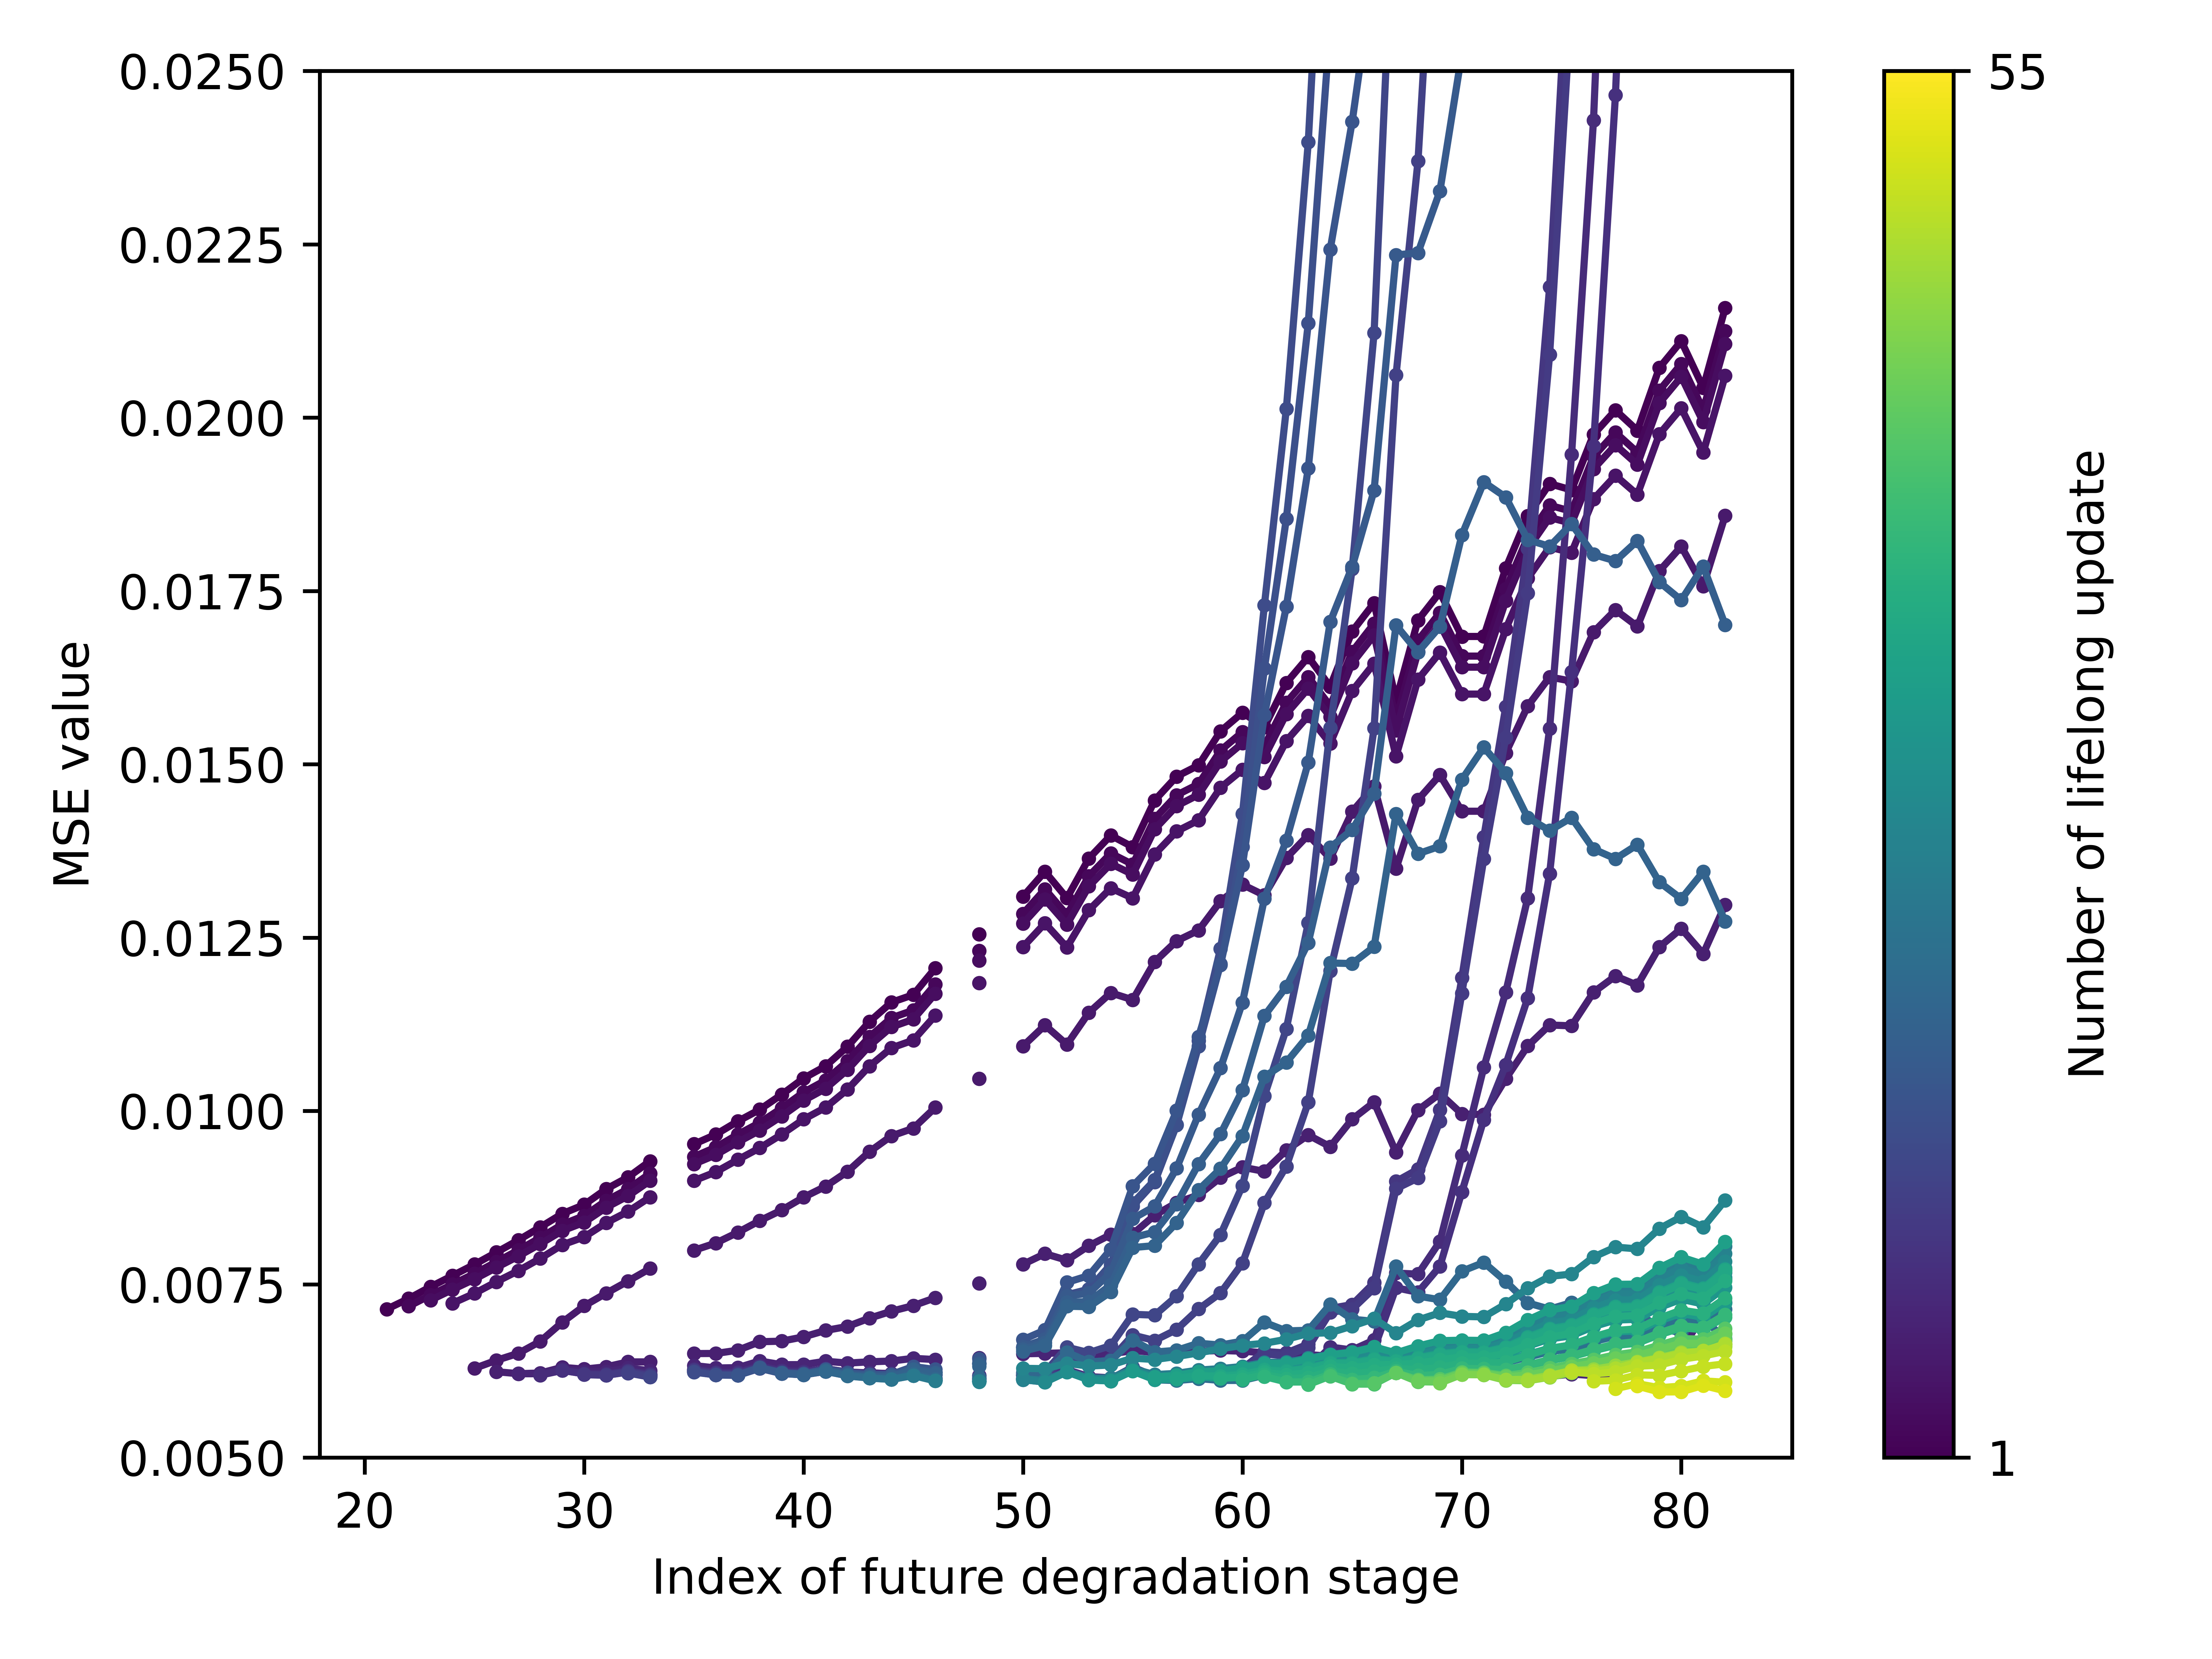 0.0250
0.0225
0.0200
0.0175
0.0150
0.0125
0.0100
0.0075
0.0050
MSE value
20 30 40 50 60 70 80
Index of future degradation stage
55
1
Number of lifelong update